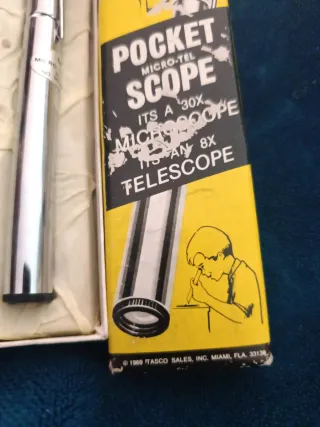 POCKET
MICRO-TEL
SCOPE
ITS A 30X
MICROSCOPE
ITS AN 8X
TELESCOPE
© 1969 TASCO SALES, INC. MIAMI, FLA. 33138